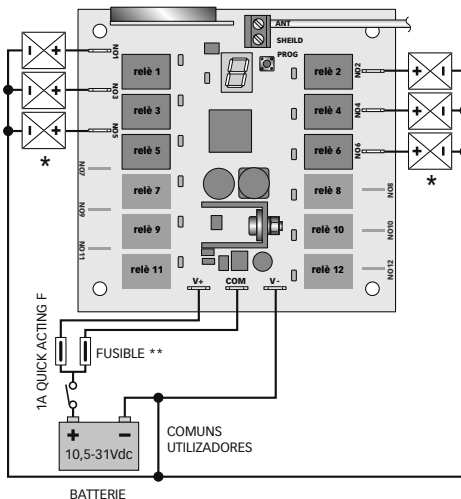 ANT
SHEILD
PROG
NO1
NO3
NO5
NO7
NO9
NO11
NO2
NO4
NO6
NO8
NO10
NO12
relè 1
relè 2
relè 3
relè 4
relè 5
relè 6
relè 7
relè 8
relè 9
relè 10
relè 11
relè 12
- +
- +
- +
*
+ -
+ -
+ -
*
V+ COM V-
1A QUICK ACTING F
FUSIBLE **
+ -
10,5-31Vdc
BATTERIE
COMUNS
UTILIZADORES